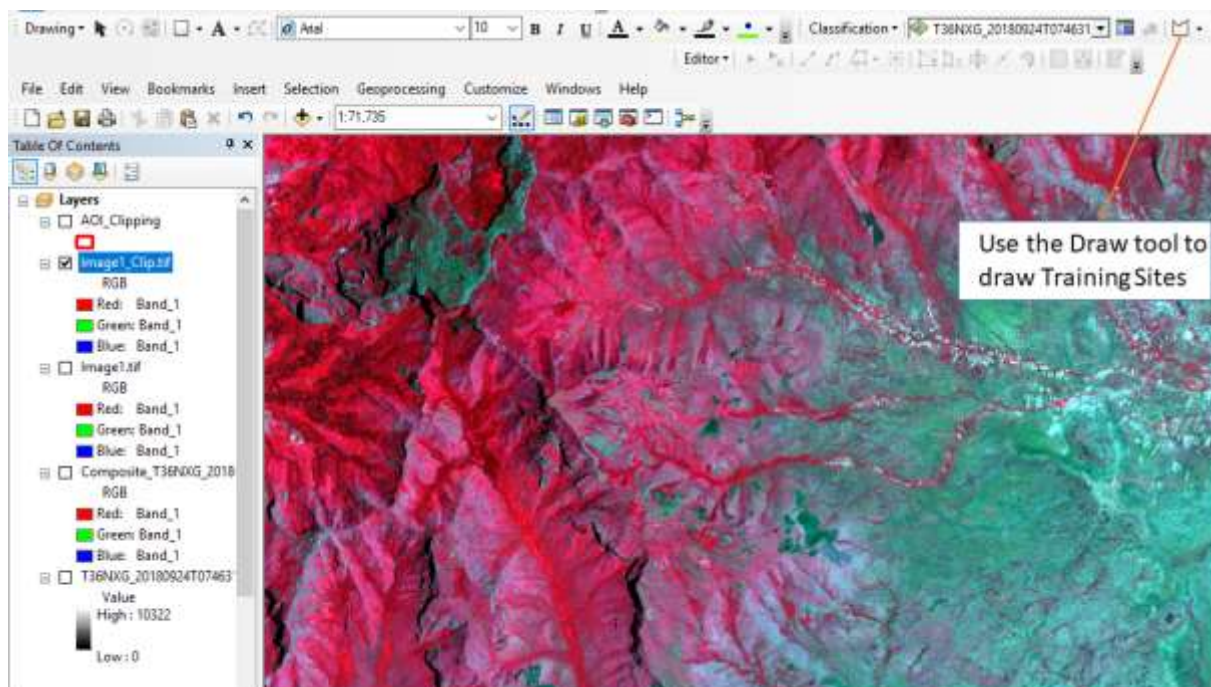 Drawing
Arial
10
B I U A
Classification
T36NXG_20180924T074631
Editor
File Edit View Bookmarks Insert Selection Geoprocessing Customize Windows Help
1:71,735
Table Of Contents
Layers
AOI_Clipping
Image1_Clip.tif
RGB
Red: Band_1
Green: Band_1
Blue: Band_1
Image1.tif
RGB
Red: Band_1
Green: Band_1
Blue: Band_1
Composite_T36NXG_2018
RGB
Red: Band_1
Green: Band_1
Blue: Band_1
T36NXG_20180924T07463
Value
High : 10322
Low : 0
Use the Draw tool to
draw Training Sites